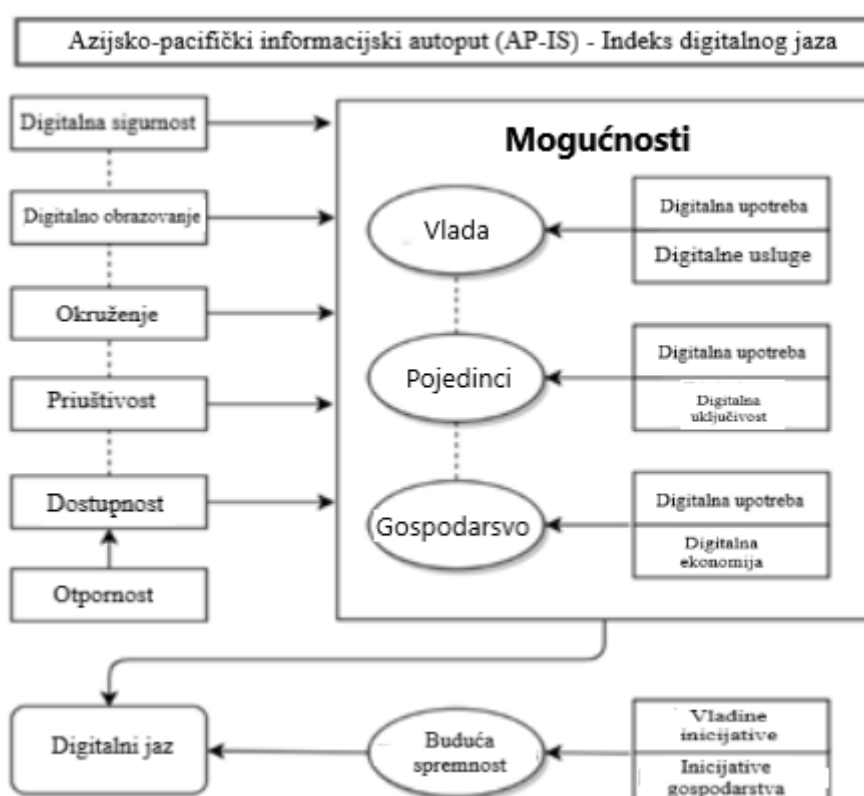 Azijsko-pacifički informacijski autoput (AP-IS) - Indeks digitalnog jaza
Digitalna sigurnost
Digitalno obrazovanje
Okruženje
Priuštivost
Dostupnost
Otpornost
Mogućnosti
Vlada
Digitalna upotreba
Digitalne usluge
Pojedinci
Digitalna upotreba
Digitalna
uključivost
Gospodarsvo
Digitalna upotreba
Digitalna
ekonomija
Digitalni jaz
Buduća
spremnost
Vladine
inicijative
Inicijative
gospodarstva